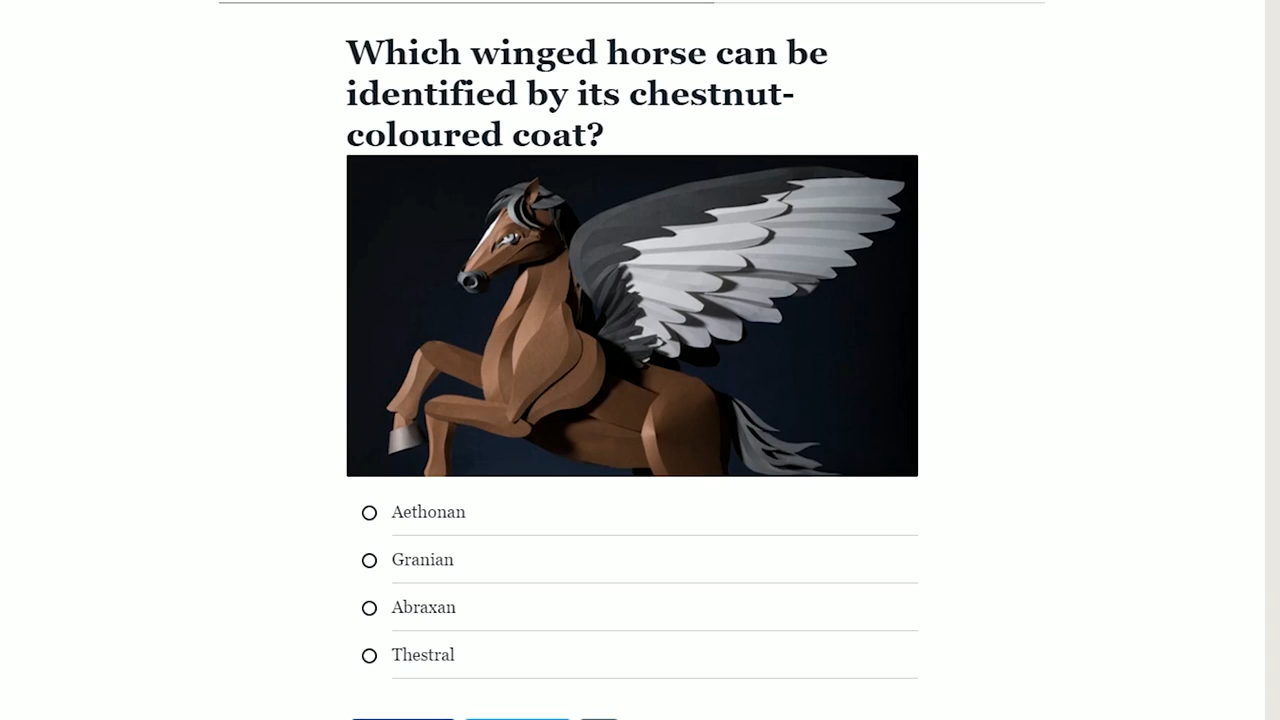 Which winged horse can be
identified by its chestnut-
coloured coat?
Aethonan
Granian
Abraxan
Thestral